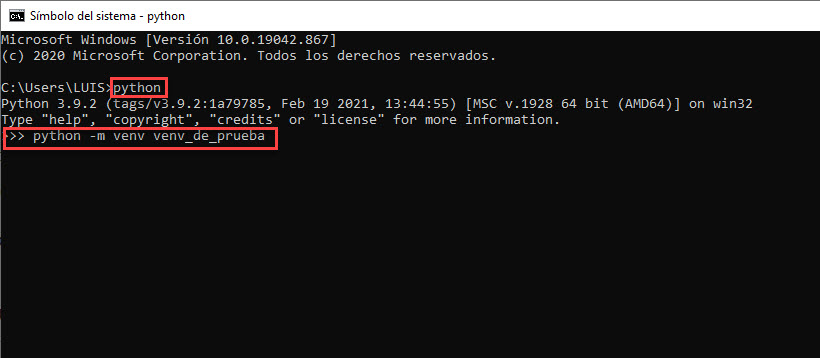 Símbolo del sistema - python
Microsoft Windows [Versión 10.0.19042.867]
(c) 2020 Microsoft Corporation. Todos los derechos reservados.
C:\Users\LUIS>python
Python 3.9.2 (tags/v3.9.2:1a79785, Feb 19 2021, 13:44:55) [MSC v.1928 64 bit (AMD64)] on win32
Type "help", "copyright", "credits" or "license" for more information.
>>> python -m venv venv_de_prueba